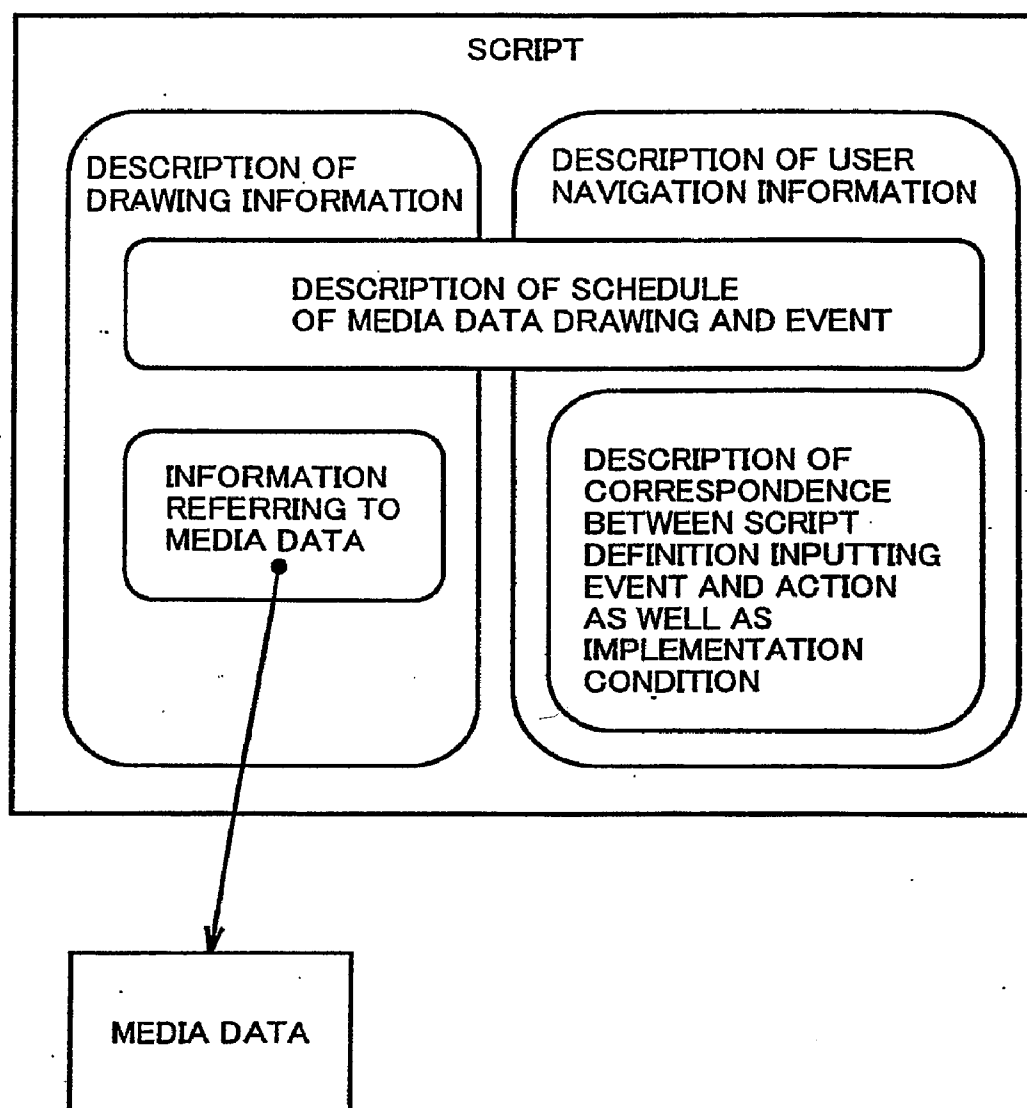 SCRIPT
DESCRIPTION OF
DRAWING INFORMATION
DESCRIPTION OF USER
NAVIGATION INFORMATION
DESCRIPTION OF SCHEDULE
OF MEDIA DATA DRAWING AND EVENT
INFORMATION
REFERRING TO
MEDIA DATA
DESCRIPTION OF
CORRESPONDENCE
BETWEEN SCRIPT
DEFINITION INPUTTING
EVENT AND ACTION
AS WELL AS
IMPLEMENTATION
CONDITION
MEDIA DATA